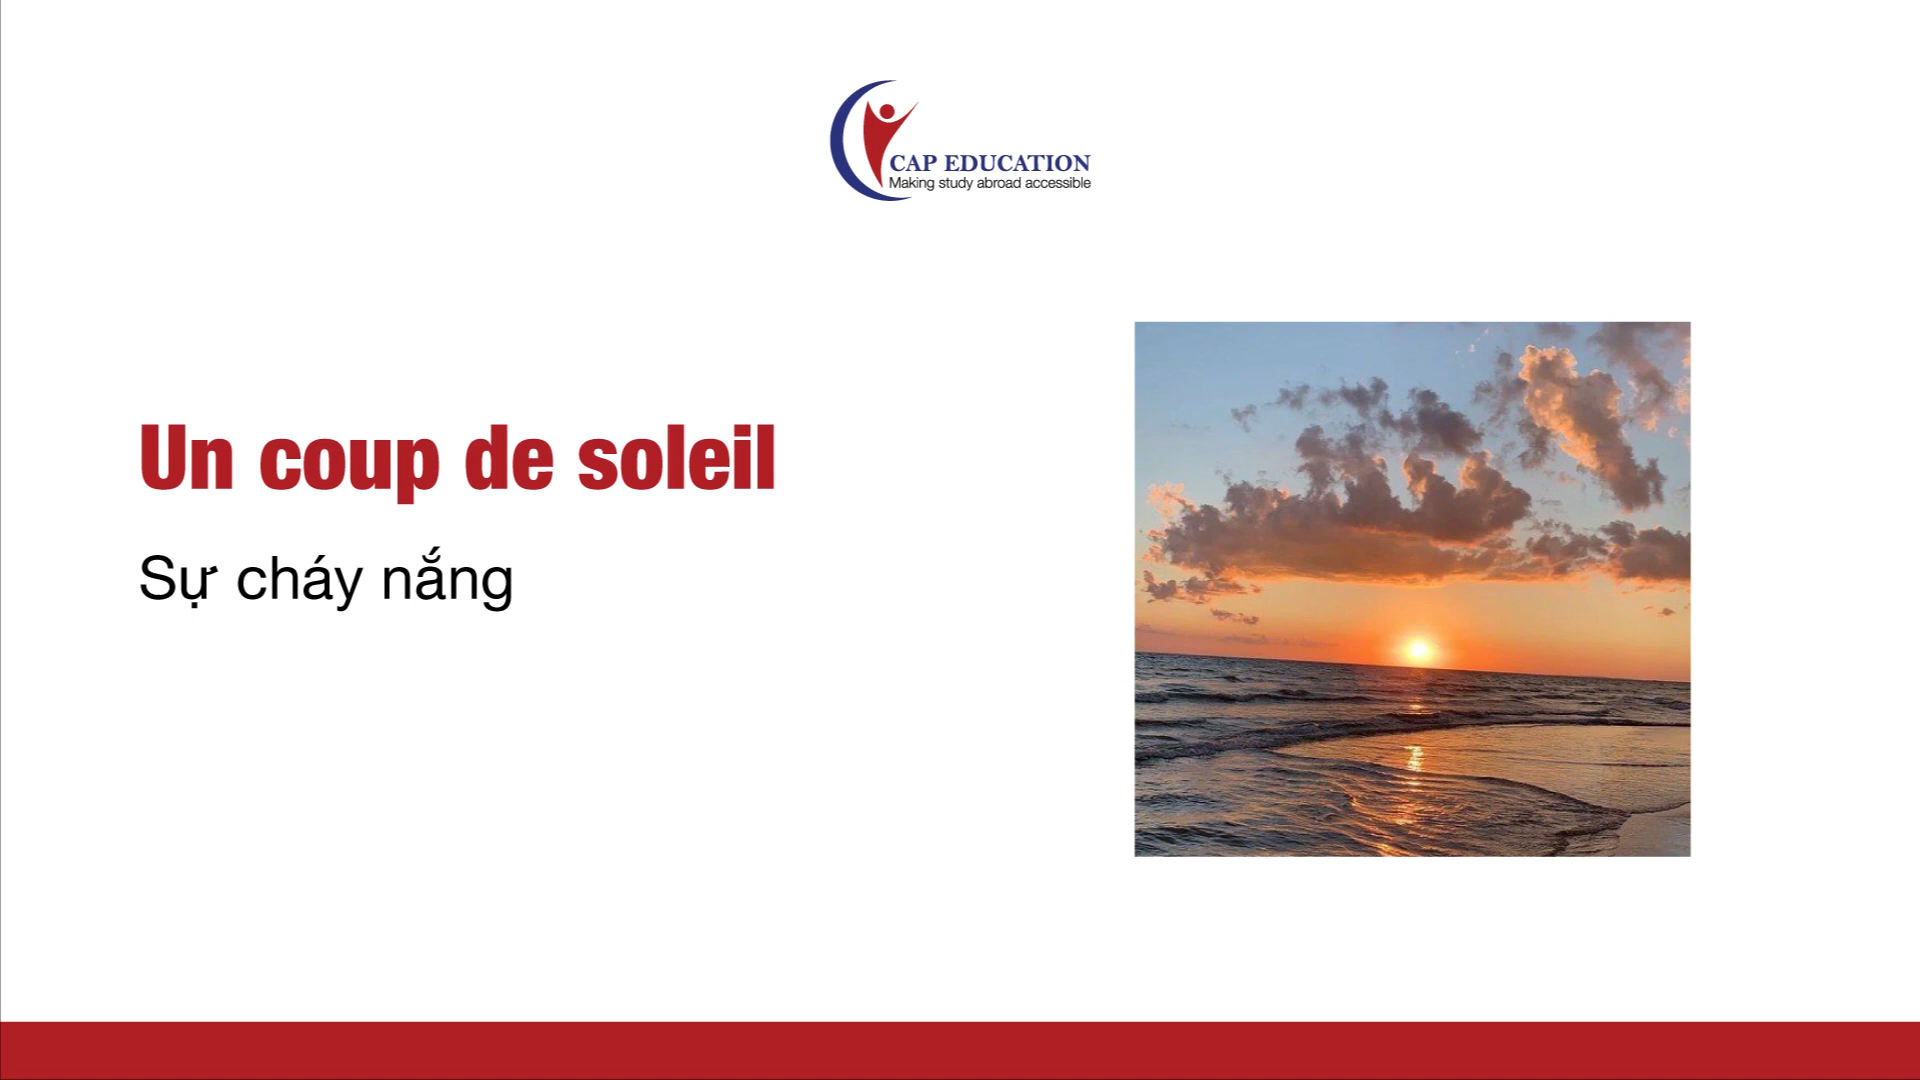 CAP EDUCATION
Making study abroad accessible
Un coup de soleil
Sự cháy nắng